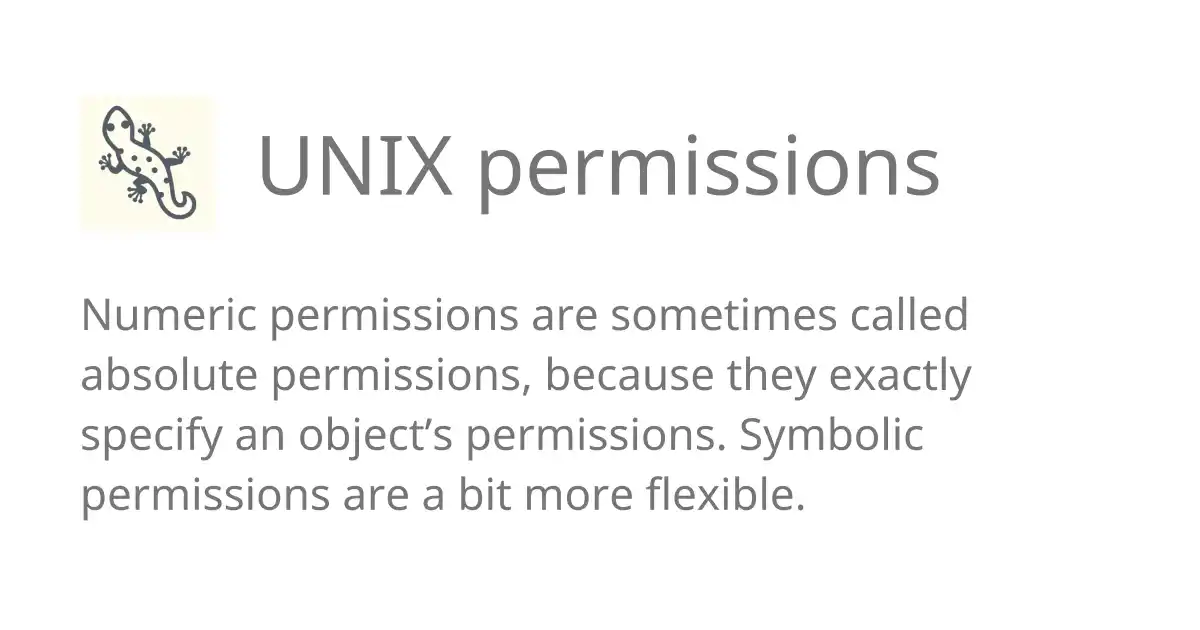 UNIX permissions
Numeric permissions are sometimes called
absolute permissions, because they exactly
specify an object’s permissions. Symbolic
permissions are a bit more flexible.